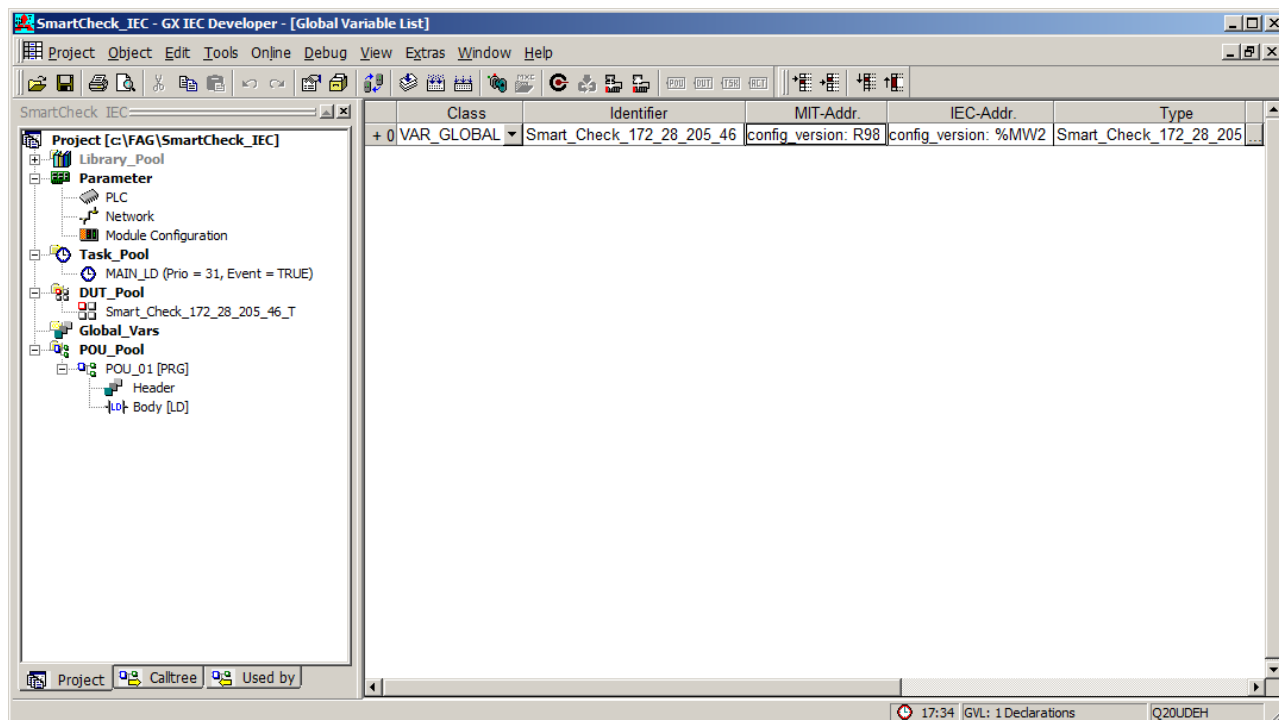 SmartCheck_IEC - GX IEC Developer - [Global Variable List]
Project Object Edit Tools Online Debug View Extras Window Help
SmartCheck IEC
Project [c:\FAG\SmartCheck_IEC]
Library_Pool
Parameter
PLC
Network
Module Configuration
Task_Pool
MAIN_LD (Prio = 31, Event = TRUE)
DUT_Pool
Smart_Check_172_28_205_46_T
Global_Vars
POU_Pool
POU_01 [PRG]
Header
LD Body [LD]
Project Calltree Used by
Class Identifier MIT-Addr. IEC-Addr. Type
+ 0 VAR_GLOBAL Smart_Check_172_28_205_46 config_version: R98 config_version: %MW2 Smart_Check_172_28_205 ...
17:34 GVL: 1 Declarations Q20UDEH